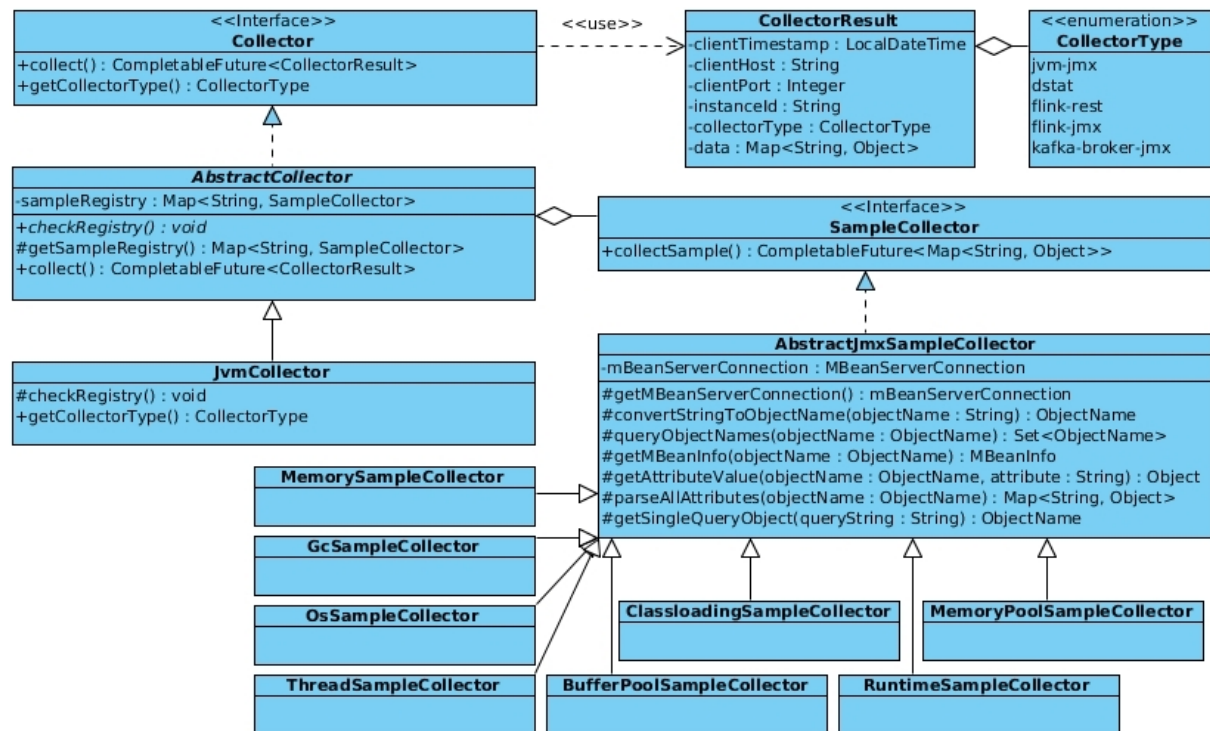 <<Interface>>
Collector
+collect() : CompletableFuture<CollectorResult>
+getCollectorType() : CollectorType
<<use>>
CollectorResult
-clientTimestamp : LocalDateTime
-clientHost : String
-clientPort : Integer
-instanceId : String
-collectorType : CollectorType
-data : Map<String, Object>
<<enumeration>>
CollectorType
jvm-jmx
dstat
flink-rest
flink-jmx
kafka-broker-jmx
AbstractCollector
-sampleRegistry : Map<String, SampleCollector>
+checkRegistry() : void
#getSampleRegistry() : Map<String, SampleCollector>
+collect() : CompletableFuture<CollectorResult>
<<Interface>>
SampleCollector
+collectSample() : CompletableFuture<Map<String, Object>>
JvmCollector
#checkRegistry() : void
+getCollectorType() : CollectorType
AbstractJmxSampleCollector
-mBeanServerConnection : MBeanServerConnection
#getMBeanServerConnection() : mBeanServerConnection
#convertStringToObjectName(objectName : String) : ObjectName
#queryObjectNames(objectName : ObjectName) : Set<ObjectName>
#getMBeanInfo(objectName : ObjectName) : MBeanInfo
#getAttributeValue(objectName : ObjectName, attribute : String) : Object
#parseAllAttributes(objectName : ObjectName) : Map<String, Object>
#getSingleQueryObject(queryString : String) : ObjectName
MemorySampleCollector
GcSampleCollector
OsSampleCollector
ThreadSampleCollector
ClassloadingSampleCollector
MemoryPoolSampleCollector
BufferPoolSampleCollector
RuntimeSampleCollector